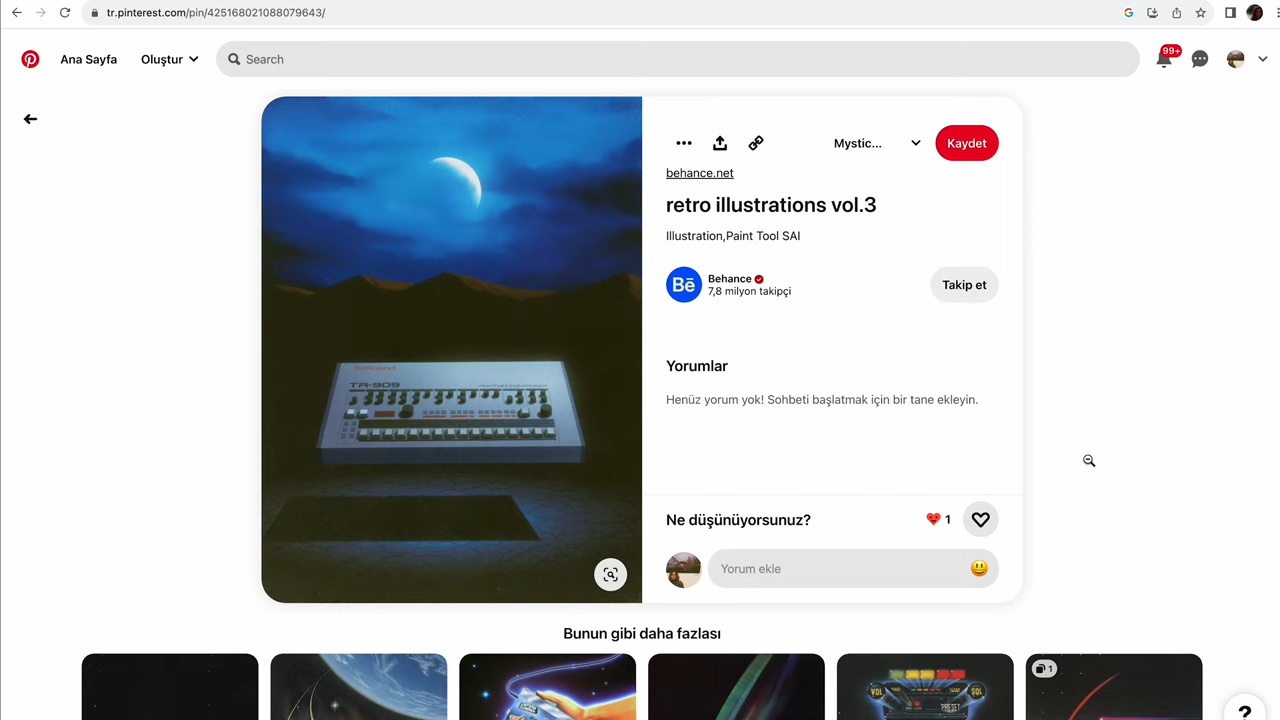 tr.pinterest.com/pin/425168021088079643/
Ana Sayfa
Oluştur
Search
99+
Mystic...
Kaydet
behance.net
retro illustrations vol.3
Illustration,Paint Tool SAI
Bē
Behance
7,8 milyon takipçi
Takip et
Roland
TR-909
Yorumlar
Henüz yorum yok! Sohbeti başlatmak için bir tane ekleyin.
Ne düşünüyorsunuz?
1
Yorum ekle
Bunun gibi daha fazlası
VOL
SQL
PRESET
1
?